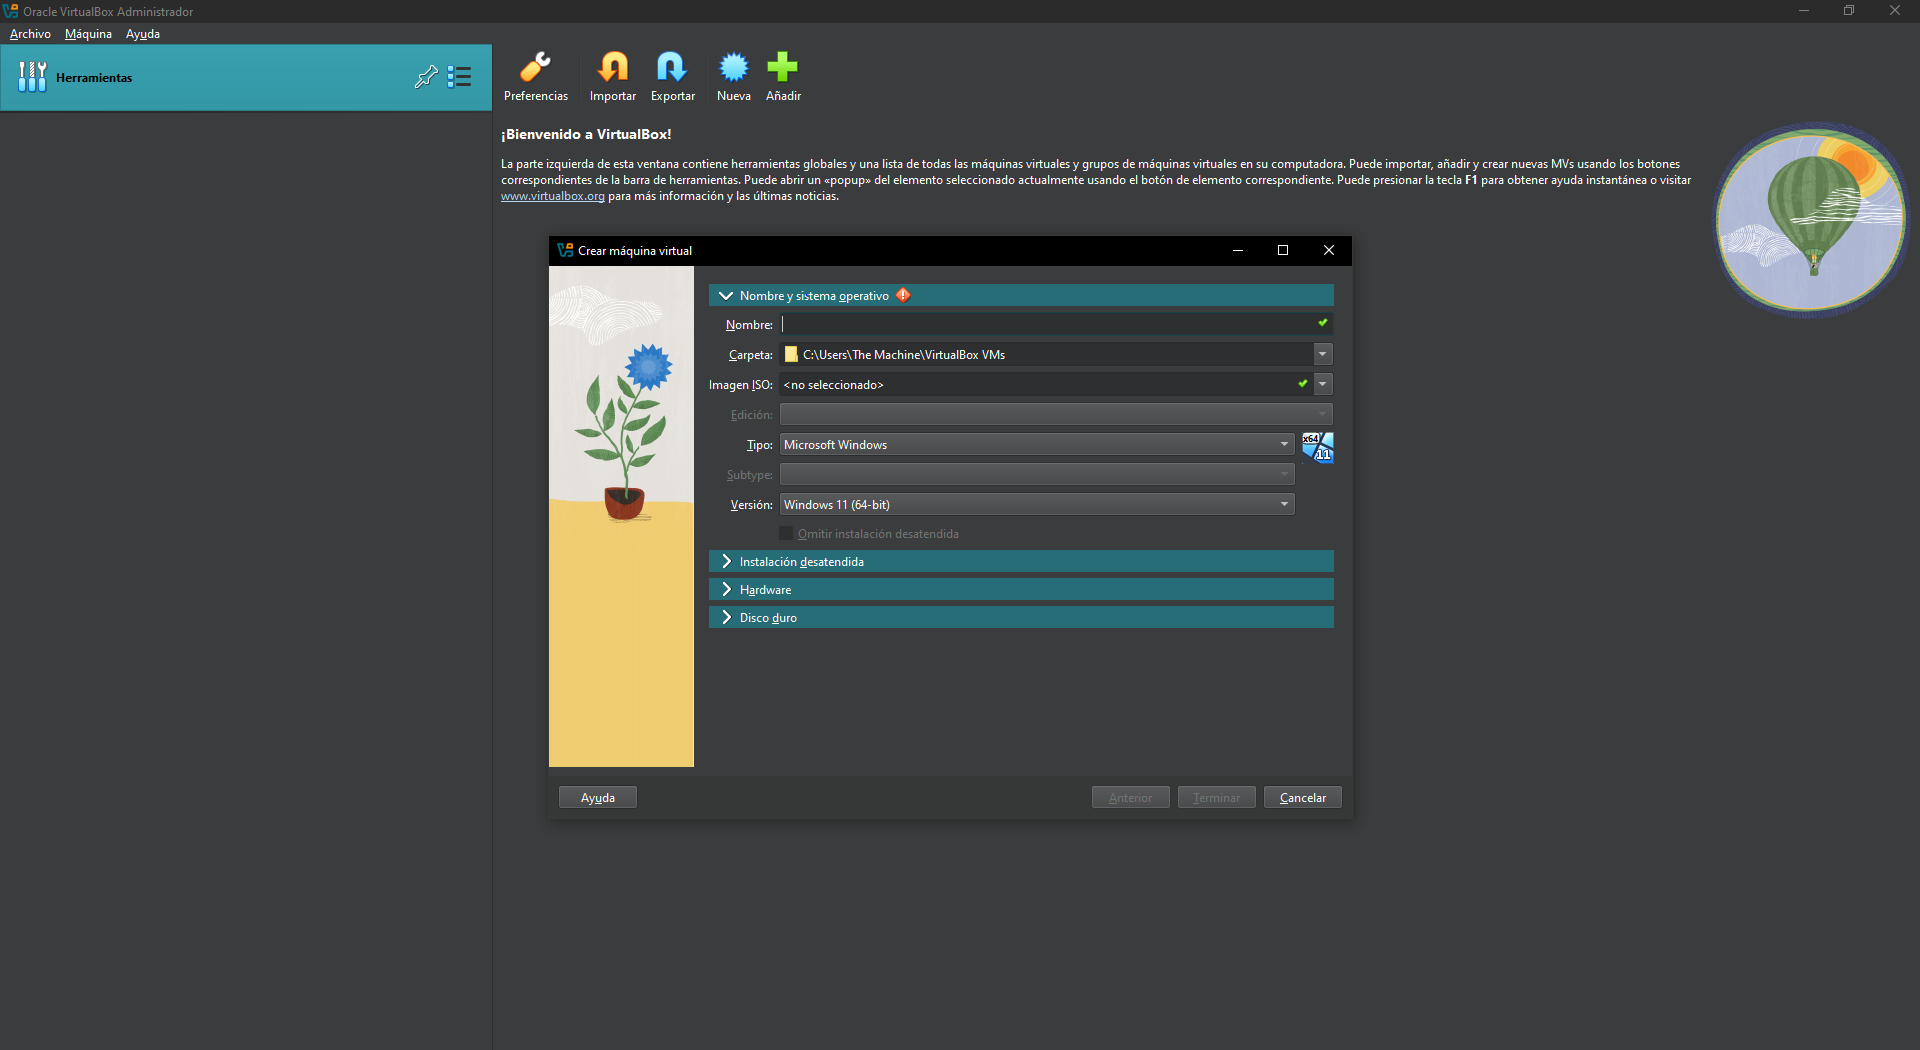 Oracle VirtualBox Administrador
Archivo Máquina Ayuda
Herramientas
Preferencias Importar Exportar Nueva Añadir
¡Bienvenido a VirtualBox!
La parte izquierda de esta ventana contiene herramientas globales y una lista de todas las máquinas virtuales y grupos de máquinas virtuales en su computadora. Puede importar, añadir y crear nuevas MVs usando los botones
correspondientes de la barra de herramientas. Puede abrir un «popup» del elemento seleccionado actualmente usando el botón de elemento correspondiente. Puede presionar la tecla F1 para obtener ayuda instantánea o visitar
www.virtualbox.org para más información y las últimas noticias.
Crear máquina virtual
Nombre y sistema operativo
Nombre:
Carpeta: C:\Users\The Machine\VirtualBox VMs
Imagen ISO: <no seleccionado>
Edición:
Tipo: Microsoft Windows
x64
11
Subtype:
Versión: Windows 11 (64-bit)
Omitir instalación desatendida
Instalación desatendida
Hardware
Disco duro
Ayuda Anterior Terminar Cancelar